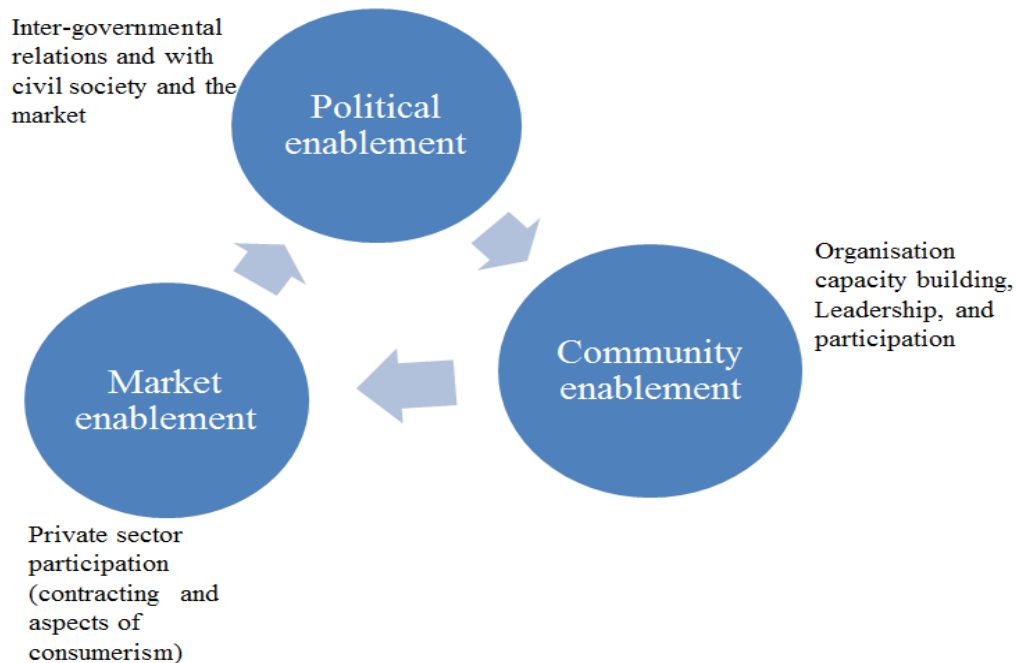 Inter-governmental
relations and with
civil society and the
market
Political
enablement
Organisation
capacity building,
Leadership, and
participation
Community
enablement
Market
enablement
Private sector
participation
(contracting and
aspects of
consumerism)